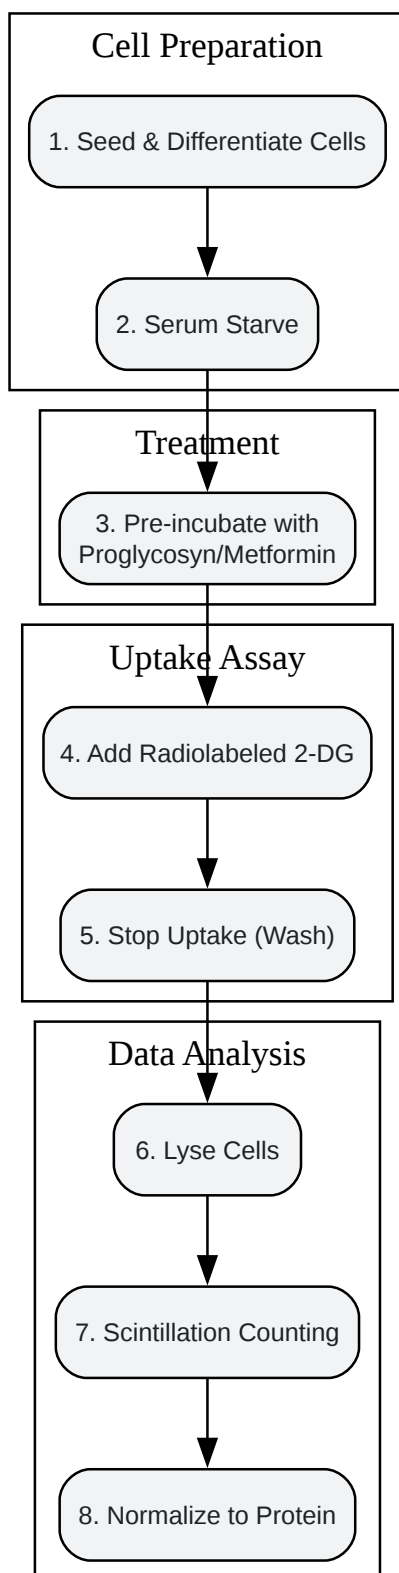 Cell Preparation
1. Seed & Differentiate Cells
2. Serum Starve
Treatment
3. Pre-incubate with
Proglycosyn/Metformin
Uptake Assay
4. Add Radiolabeled 2-DG
5. Stop Uptake (Wash)
Data Analysis
6. Lyse Cells
7. Scintillation Counting
8. Normalize to Protein